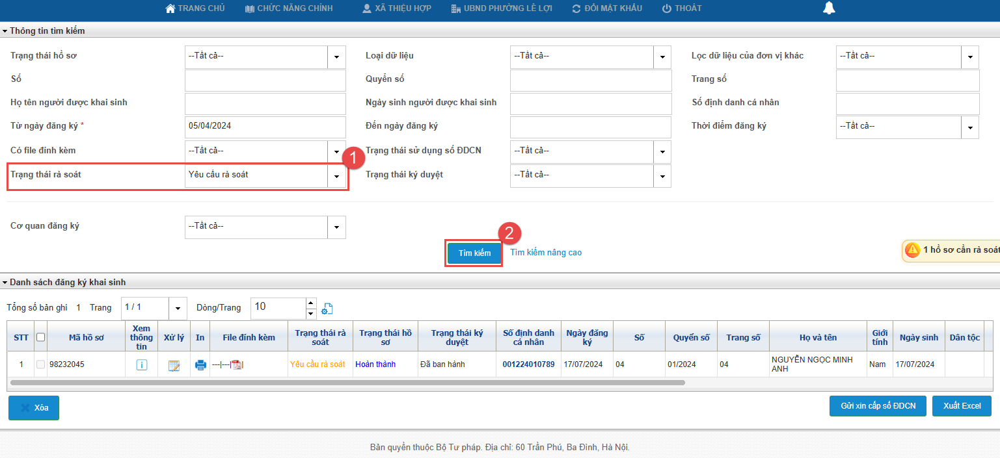 TRANG CHỦ CHỨC NĂNG CHÍNH XÃ THIỆU HỢP UBND PHƯỜNG LÊ LỢI ĐỔI MẬT KHẨU THOÁT
Thông tin tìm kiếm
Trạng thái hồ sơ --Tất cả-- Loại dữ liệu --Tất cả-- Lọc dữ liệu của đơn vị khác --Tất cả--
Số Quyển số Trang số
Họ tên người được khai sinh Ngày sinh người được khai sinh Số định danh cá nhân
Từ ngày đăng ký * 05/04/2024 Đến ngày đăng ký Thời điểm đăng ký --Tất cả--
Có file đính kèm --Tất cả-- 1 Trạng thái sử dụng số ĐDCN --Tất cả--
Trạng thái rà soát Yêu cầu rà soát Trạng thái ký duyệt --Tất cả--
Cơ quan đăng ký --Tất cả--
2
Tìm kiếm Tìm kiếm nâng cao 1 hồ sơ cần rà soát
Danh sách đăng ký khai sinh
Tổng số bản ghi 1 Trang 1 / 1 Dòng/Trang 10
STT Mã hồ sơ Xem thông tin Xử lý In File đính kèm Trạng thái rà soát Trạng thái hồ sơ Trạng thái ký duyệt Số định danh cá nhân Ngày đăng ký Số Quyển số Trang số Họ và tên Giới tính Ngày sinh Dân tộc
1 98232045 ---|---| Yêu cầu rà soát Hoàn thành Đã ban hành 001224010789 17/07/2024 04 01/2024 04 NGUYỄN NGỌC MINH ANH Nam 17/07/2024
Xóa Gửi xin cấp số ĐDCN Xuất Excel
Bản quyền thuộc Bộ Tư pháp. Địa chỉ: 60 Trần Phú, Ba Đình, Hà Nội.